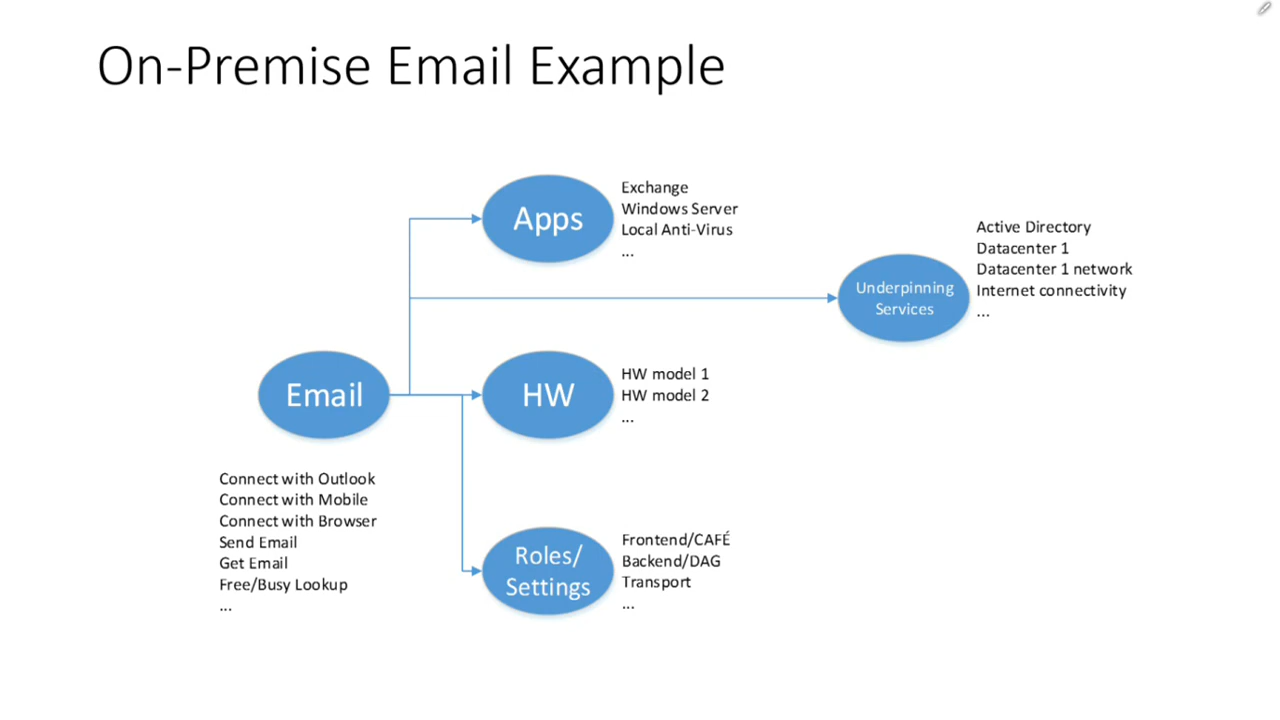 On-Premise Email Example
Apps
Exchange
Windows Server
Local Anti-Virus
...
Underpinning
Services
Active Directory
Datacenter 1
Datacenter 1 network
Internet connectivity
...
Email
Connect with Outlook
Connect with Mobile
Connect with Browser
Send Email
Get Email
Free/Busy Lookup
...
HW
HW model 1
HW model 2
...
Roles/
Settings
Frontend/CAFÉ
Backend/DAG
Transport
...